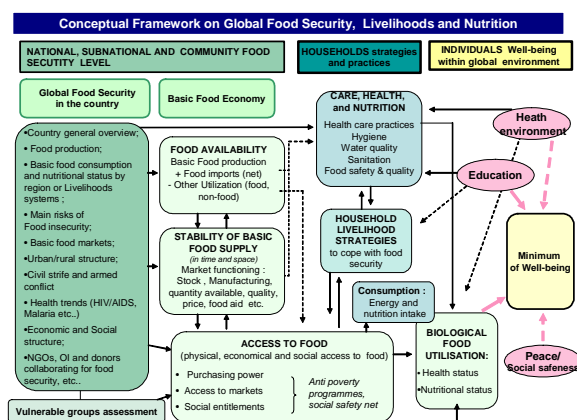 Conceptual Framework on Global Food Security, Livelihoods and Nutrition
NATIONAL, SUBNATIONAL AND COMMUNITY FOOD
SECUTITY LEVEL
HOUSEHOLDS strategies
and practices
INDIVIDUALS Well-being
within global environment
Global Food Security
in the country
Basic Food Economy
•Country general overview;
• Food production;
• Basic food consumption
and nutritional status by
region or Livelihoods
systems ;
• Main risks of
Food insecurity;
• Basic food markets;
• Urban/rural structure;
• Civil strife and armed
conflict
• Health trends (HIV/AIDS,
Malaria etc..)
•Economic and Social
structure;
•NGOs, OI and donors
collaborating for food
security, etc..
Vulnerable groups assessment
FOOD AVAILABILITY
Basic Food production
+ Food imports (net)
- Other Utilization (food,
non-food)
STABILITY OF BASIC
FOOD SUPPLY
(in time and space)
Market functioning :
Stock , Manufacturing,
quantity available, quality,
price, food aid etc.
ACCESS TO FOOD
(physical, economical and social access to food)
• Purchasing power
• Access to markets
• Social entitlements
Anti poverty
programmes,
social safety net
CARE, HEALTH,
and NUTRITION
Health care practices
Hygiene
Water quality
Sanitation
Food safety & quality
HOUSEHOLD
LIVELIHOOD
STRATEGIES
to cope with food
security
Consumption :
Energy and
nutrition intake
BIOLOGICAL
FOOD
UTILISATION:
•Health status
•Nutritional status
Heath
environment
Education
Minimum
of Well-being
Peace/
Social safeness